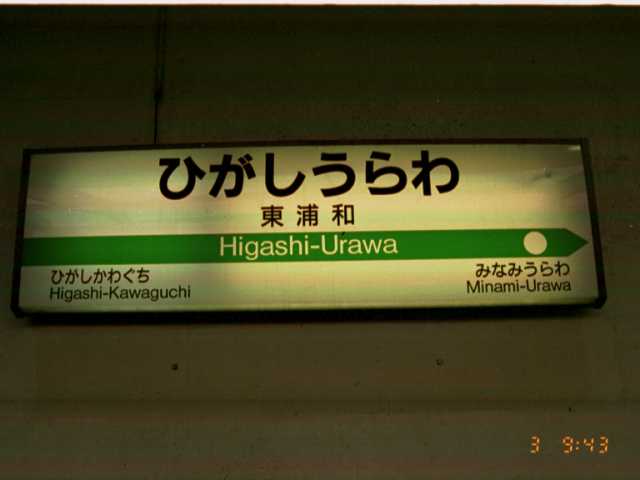 ひがしうらわ
東浦和
Higashi-Urawa
ひがしかわぐち
Higashi-Kawaguchi
みなみうらわ
Minami-Urawa
3 9:43